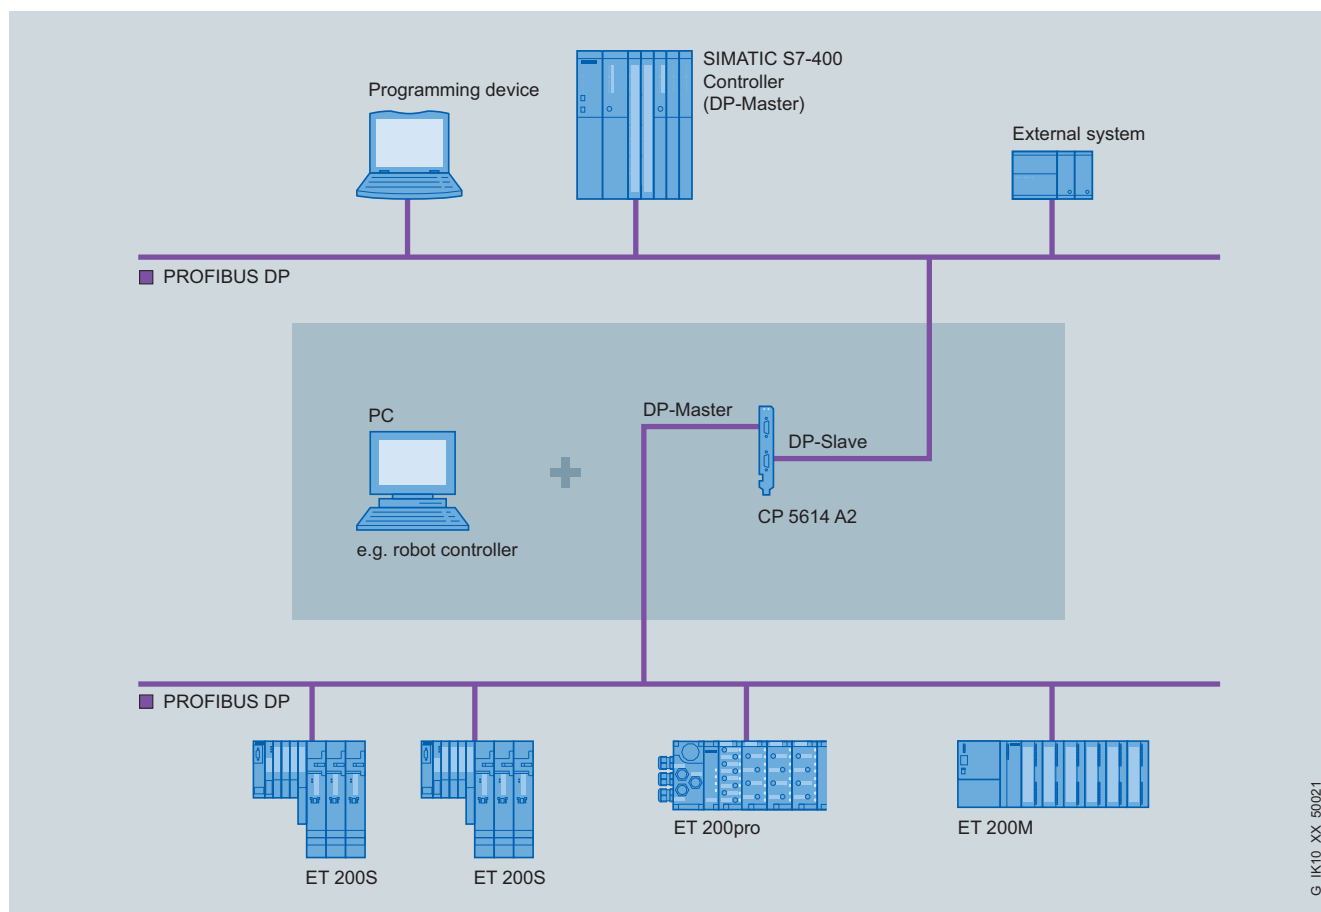 SIMATIC S7-400
Controller
(DP-Master)
Programming device
External system
PROFIBUS DP
DP-Master
PC
DP-Slave
CP 5614 A2
e.g. robot controller
PROFIBUS DP
ET 200pro
ET 200M
ET 200S
ET 200S
G_IK10_XX_50021